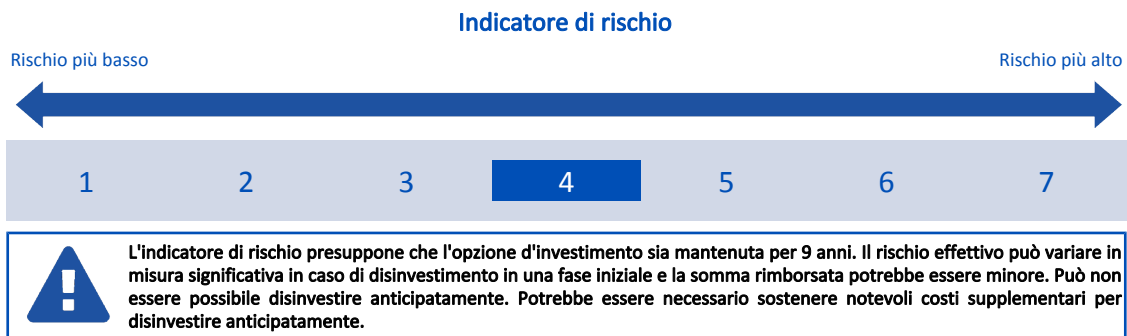 Indicatore di rischio
Rischio più basso
Rischio più alto
1 2 3 4 5 6 7
L'indicatore di rischio presuppone che l'opzione d'investimento sia mantenuta per 9 anni. Il rischio effettivo può variare in
misura significativa in caso di disinvestimento in una fase iniziale e la somma rimborsata potrebbe essere minore. Può non
essere possibile disinvestire anticipatamente. Potrebbe essere necessario sostenere notevoli costi supplementari per
disinvestire anticipatamente.